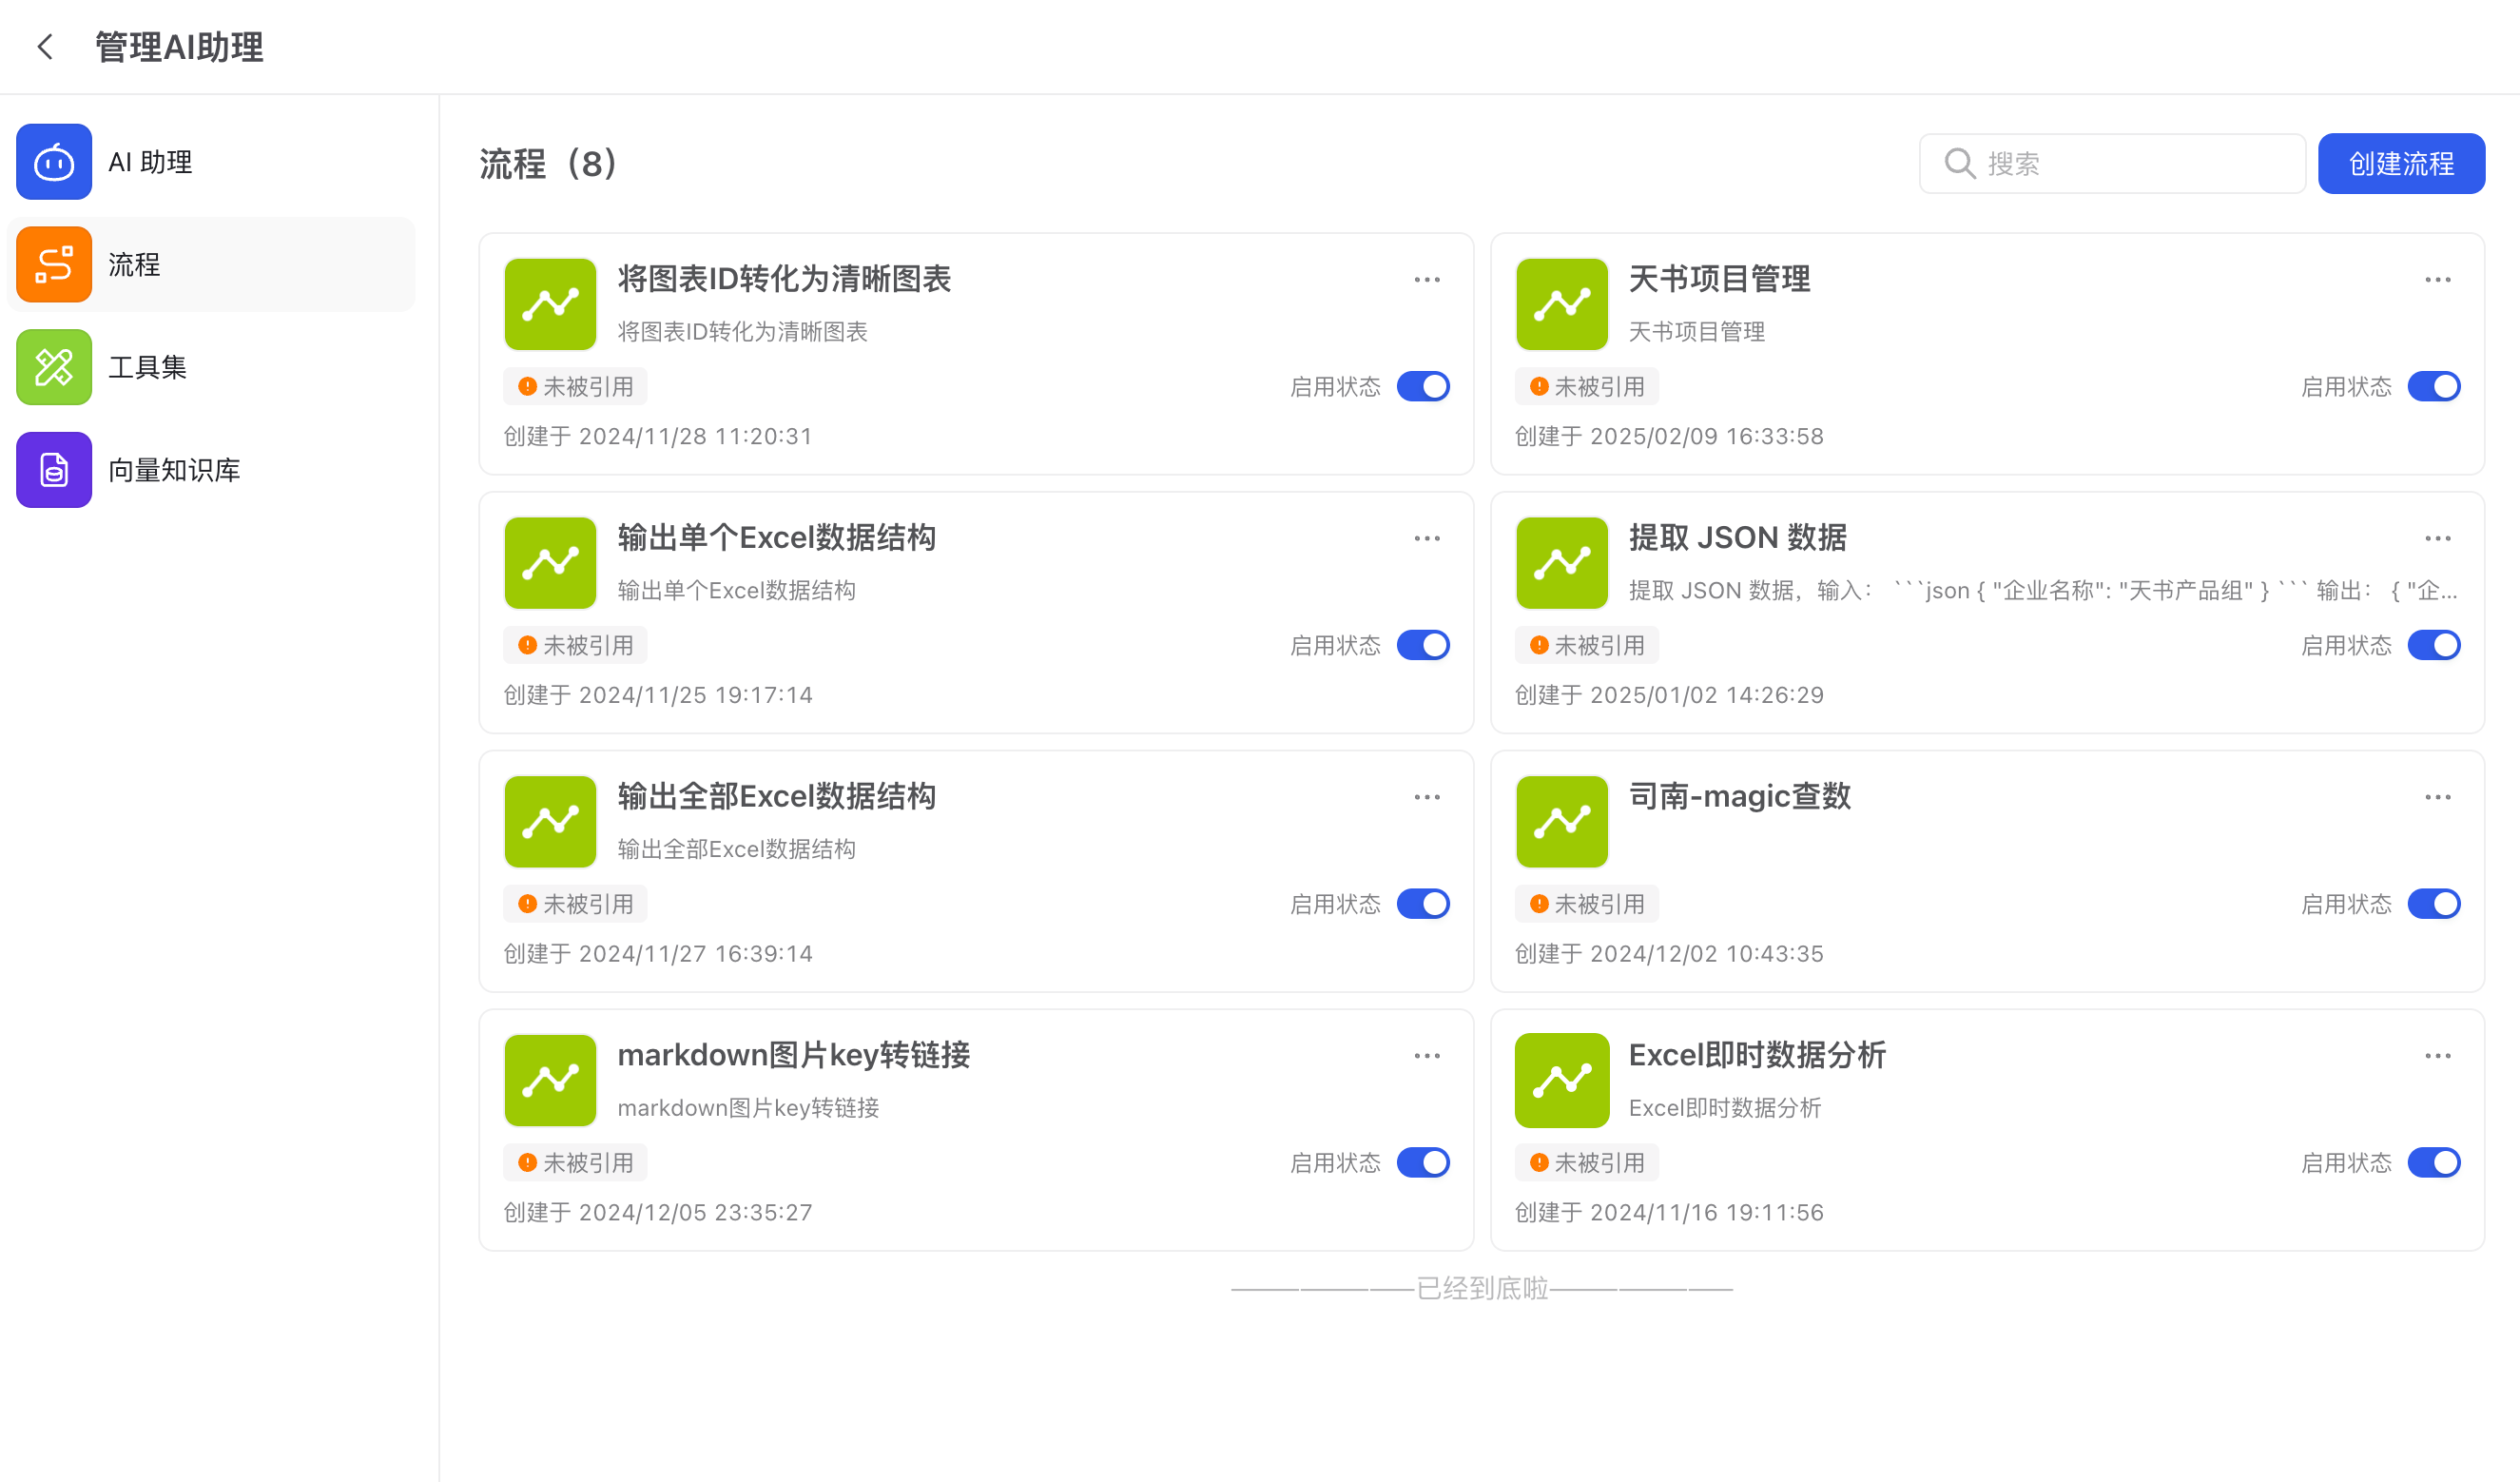 管理AI助理
AI 助理
流程
工具集
向量知识库
流程（8）
搜索
创建流程
将图表ID转化为清晰图表
将图表ID转化为清晰图表
未被引用
启用状态
创建于 2024/11/28 11:20:31
天书项目管理
天书项目管理
未被引用
启用状态
创建于 2025/02/09 16:33:58
输出单个Excel数据结构
输出单个Excel数据结构
未被引用
启用状态
创建于 2024/11/25 19:17:14
提取 JSON 数据
提取 JSON 数据，输入： ```json { "企业名称": "天书产品组" } ``` 输出： { "企...
未被引用
启用状态
创建于 2025/01/02 14:26:29
输出全部Excel数据结构
输出全部Excel数据结构
未被引用
启用状态
创建于 2024/11/27 16:39:14
司南-magic查数
未被引用
启用状态
创建于 2024/12/02 10:43:35
markdown图片key转链接
markdown图片key转链接
未被引用
启用状态
创建于 2024/12/05 23:35:27
Excel即时数据分析
Excel即时数据分析
未被引用
启用状态
创建于 2024/11/16 19:11:56
———————已经到底啦———————